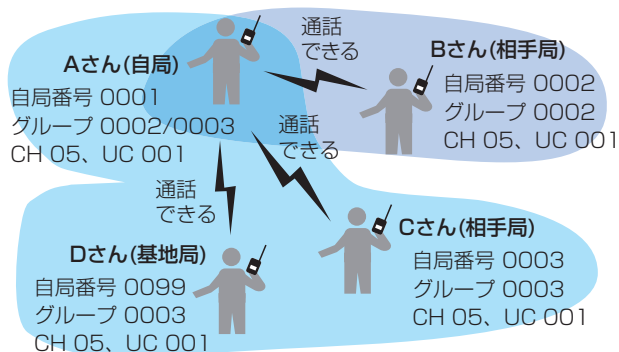 通話
できる
Aさん(自局)
自局番号 0001
グループ 0002/0003
CH 05、UC 001
Bさん(相手局)
自局番号 0002
グループ 0002
CH 05、UC 001
通話
できる
通話
できる
Cさん(相手局)
自局番号 0003
グループ 0003
CH 05、UC 001
Dさん(基地局)
自局番号 0099
グループ 0003
CH 05、UC 001